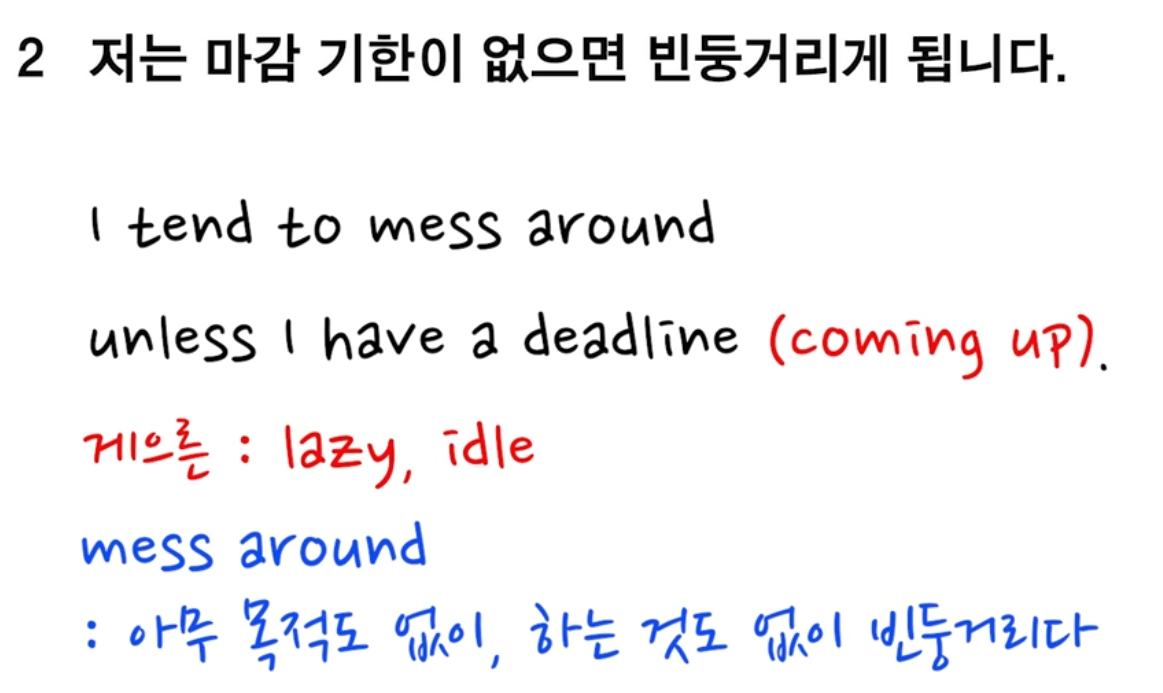 2 저는 마감 기한이 없으면 빈둥거리게 됩니다.
I tend to mess around
unless I have a deadline (coming up).
게으른 : lazy, idle
mess around
: 아무 목적도 없이, 하는 것도 없이 빈둥거리다